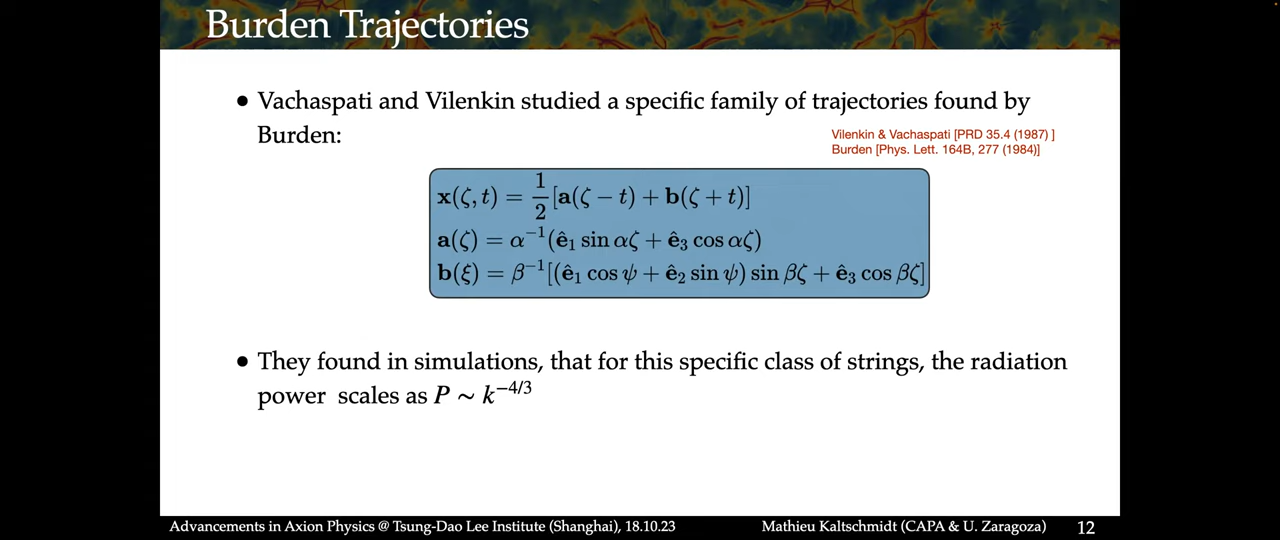 Burden Trajectories
• Vachaspati and Vilenkin studied a specific family of trajectories found by
Burden:
Vilenkin & Vachaspati [PRD 35.4 (1987) ]
Burden [Phys. Lett. 164B, 277 (1984)]
x(ζ, t) = 1/2 [a(ζ − t) + b(ζ + t)]
a(ζ) = α⁻¹(ê₁ sin αζ + ê₃ cos αζ)
b(ξ) = β⁻¹[(ê₁ cos ψ + ê₂ sin ψ) sin βζ + ê₃ cos βζ]
• They found in simulations, that for this specific class of strings, the radiation
power scales as P ~ k^−4/3
Advancements in Axion Physics @ Tsung-Dao Lee Institute (Shanghai), 18.10.23 Mathieu Kaltschmidt (CAPA & U. Zaragoza) 12